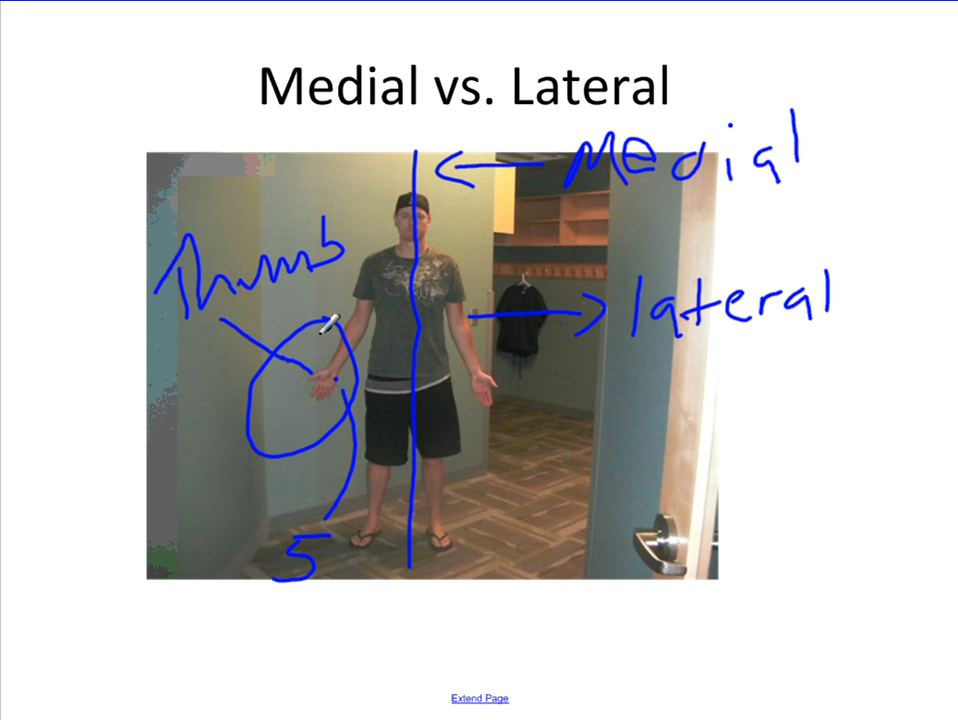 Medial vs. Lateral
Medial
Thumb
lateral
5
Extend Page